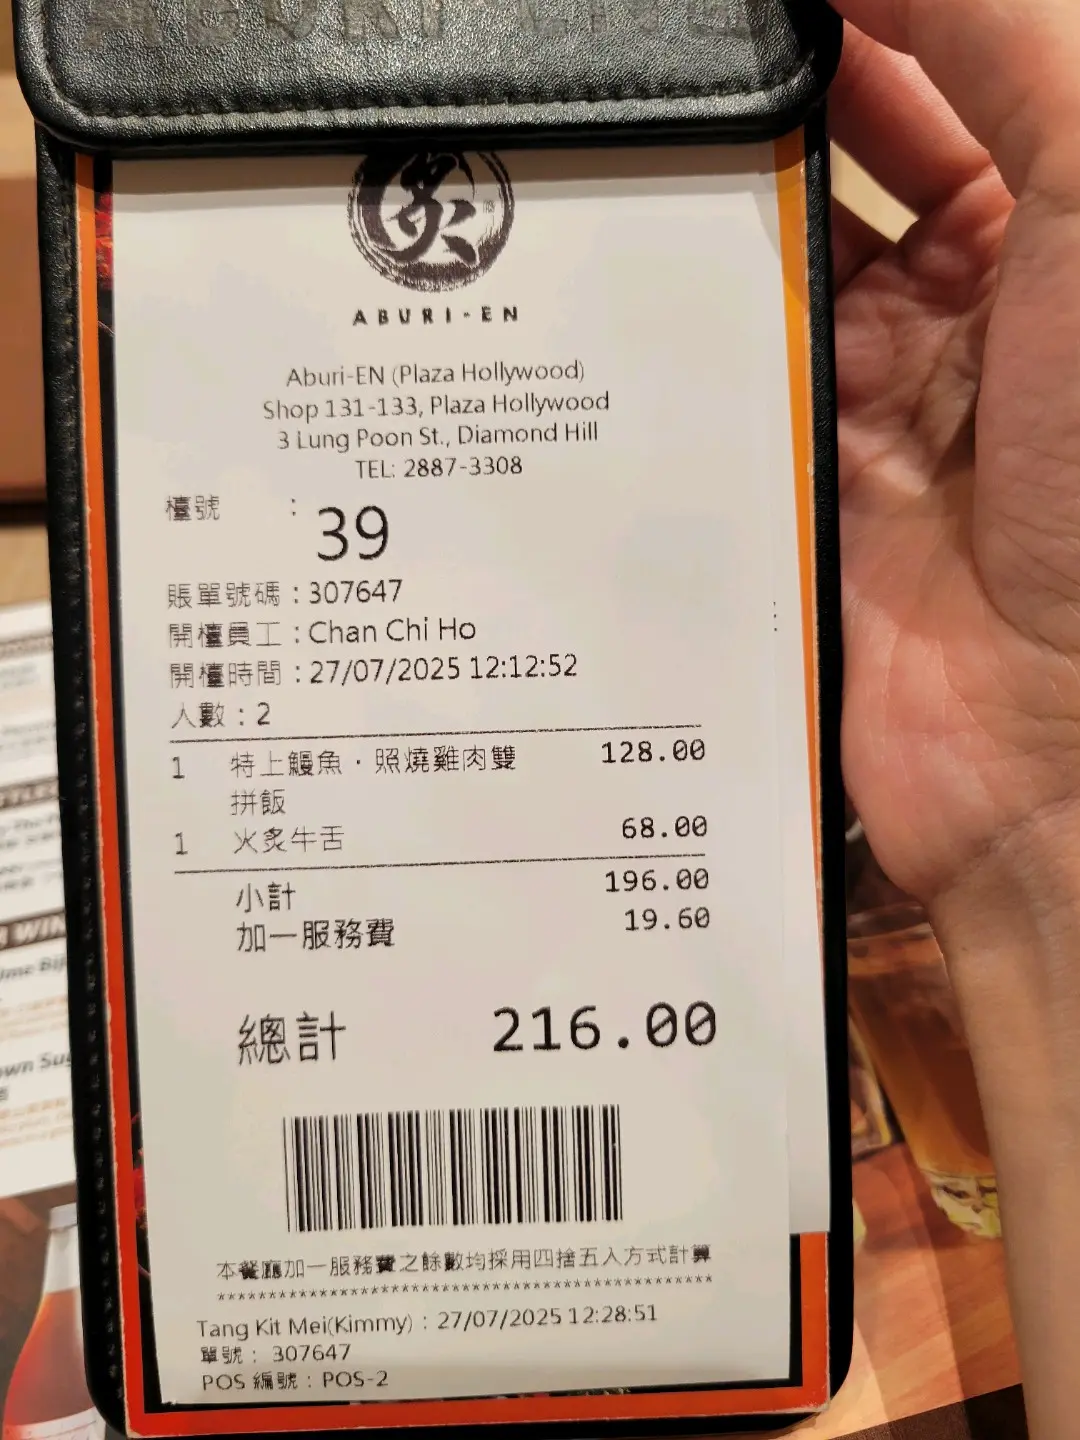 ABURI-EN
炙
ABURI-EN
Aburi-EN (Plaza Hollywood)
Shop 131-133, Plaza Hollywood
3 Lung Poon St., Diamond Hill
TEL: 2887-3308
檯號 : 39
賬單號碼 : 307647
開檯員工 : Chan Chi Ho
開檯時間 : 27/07/2025 12:12:52
人數 : 2
1 特上鰻魚·照燒雞肉雙 128.00
拼飯
1 火炙牛舌 68.00
小計 196.00
加一服務費 19.60
總計 216.00
本餐廳加一服務費之餘數均採用四捨五入方式計算
************************************************
Tang Kit Mei(Kimmy) : 27/07/2025 12:28:51
單號 : 307647
POS 編號 : POS-2